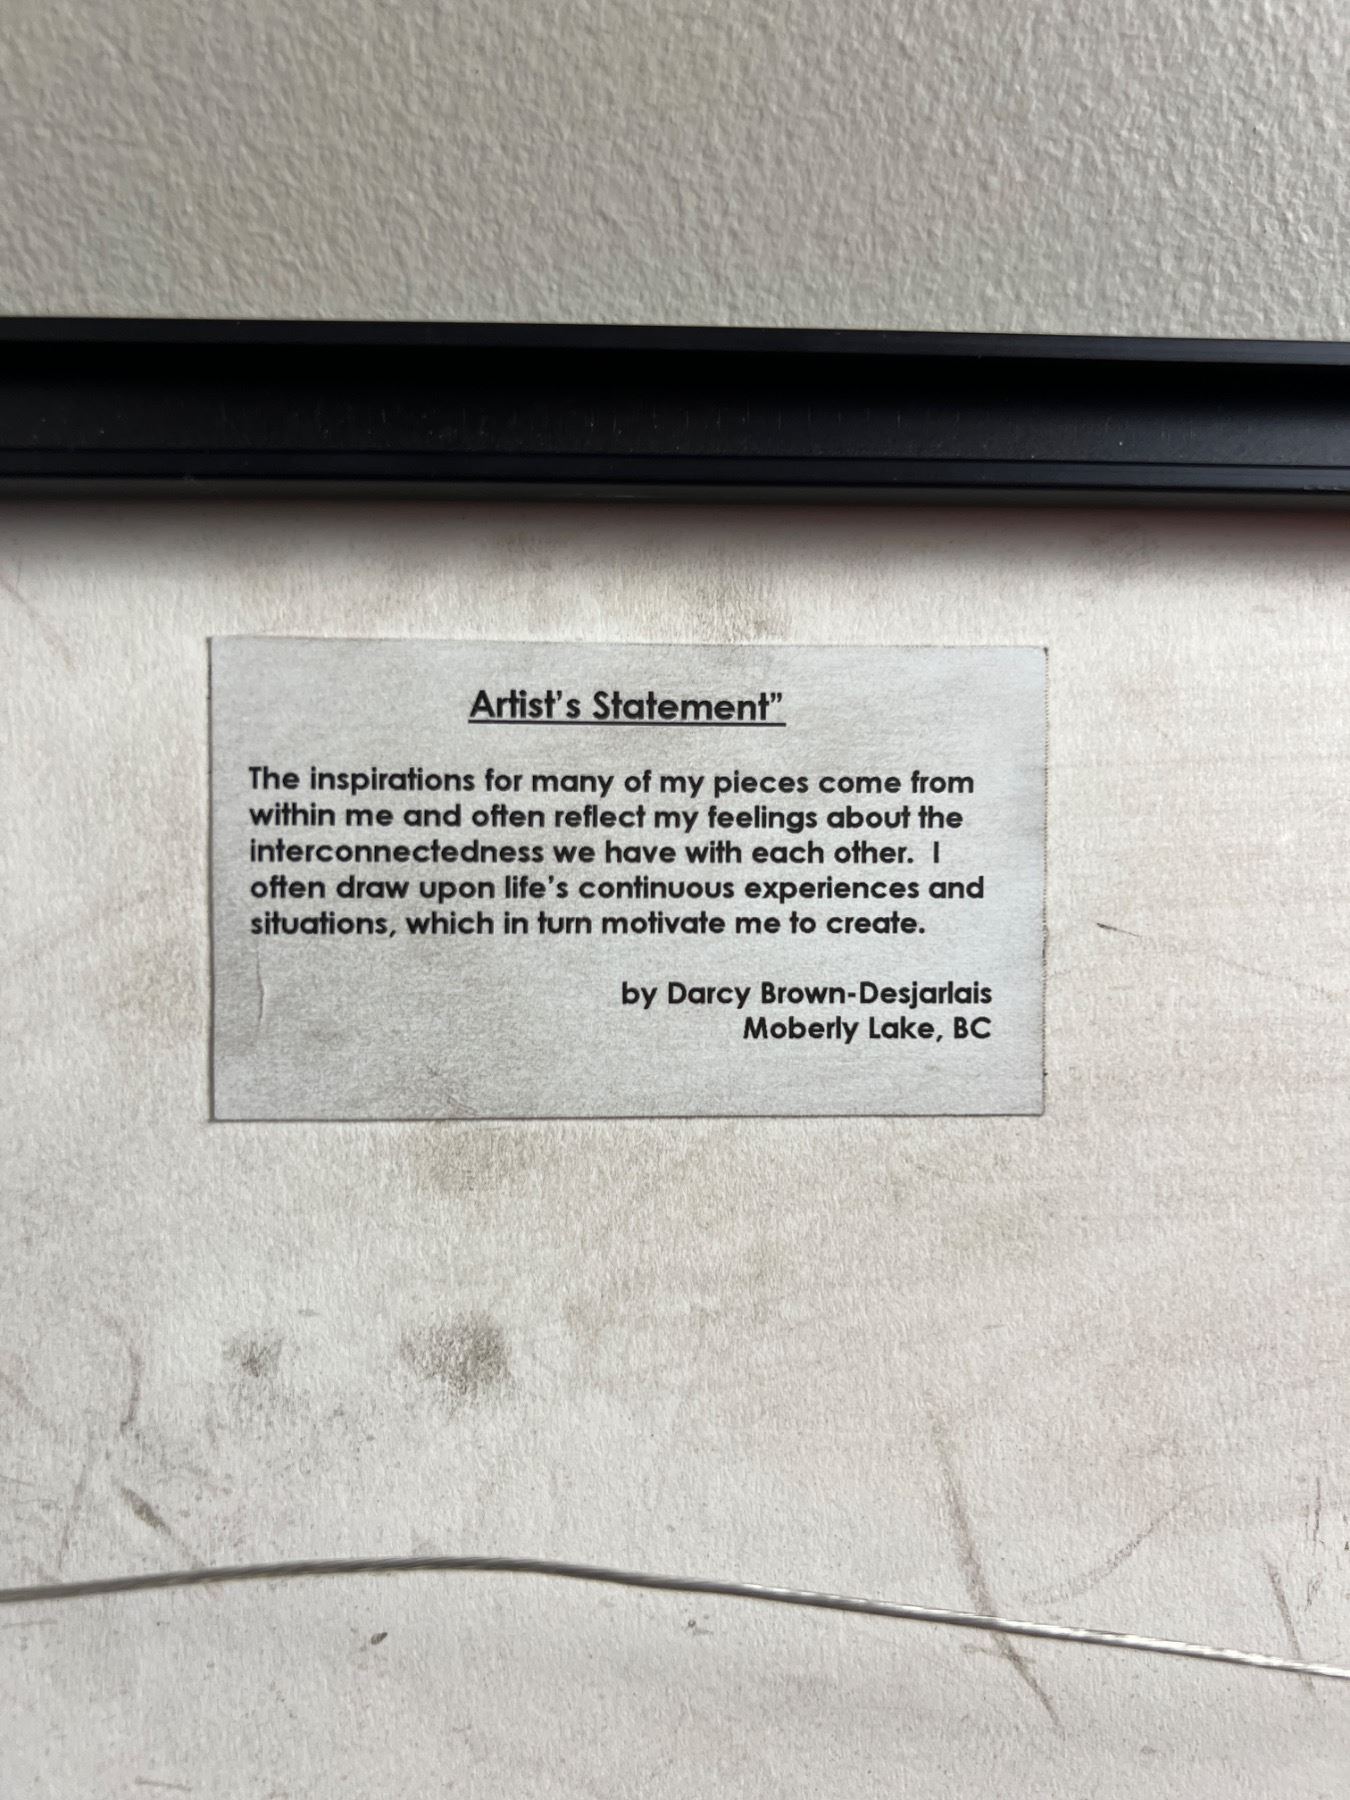 Artist's Statement”
The inspirations for many of my pieces come from
within me and often reflect my feelings about the
interconnectedness we have with each other.  I
often draw upon life's continuous experiences and
situations, which in turn motivate me to create.
by Darcy Brown-Desjarlais
Moberly Lake, BC